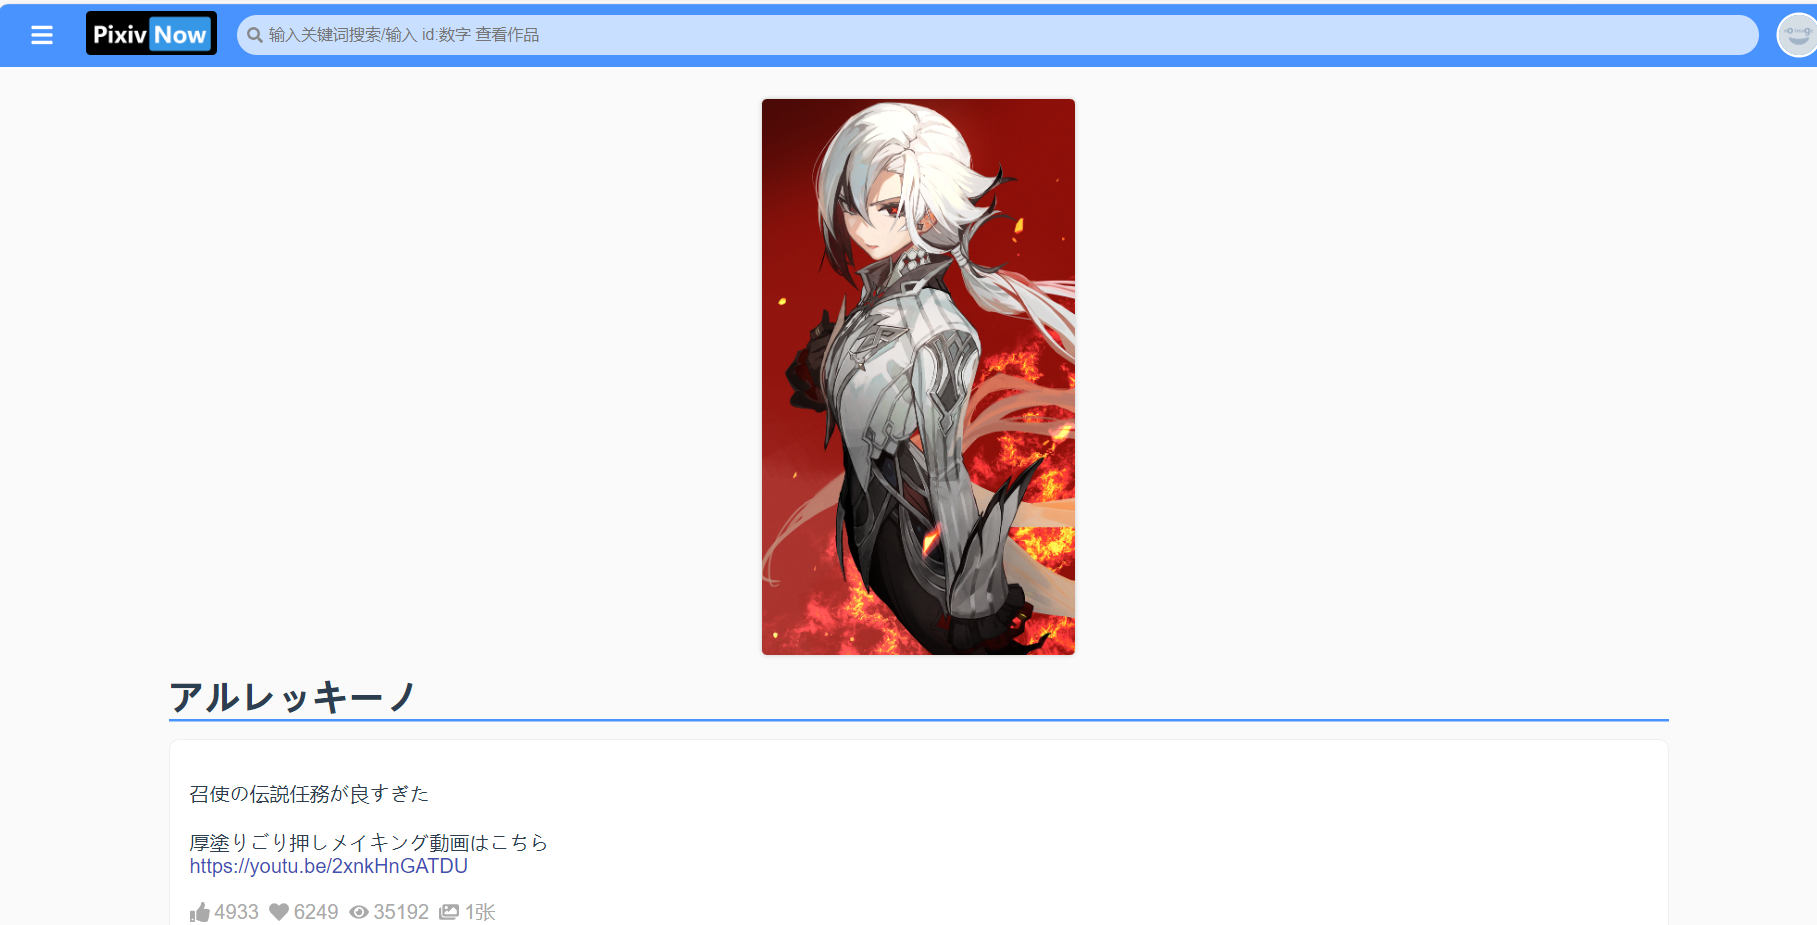 Pixiv Now
输入关键词搜索/输入 id:数字 查看作品
アルレッキーノ
召使の伝説任務が良すぎた
厚塗りごり押しメイキング動画はこちら
https://youtu.be/2xnkHnGATDU
4933 6249 35192 1张